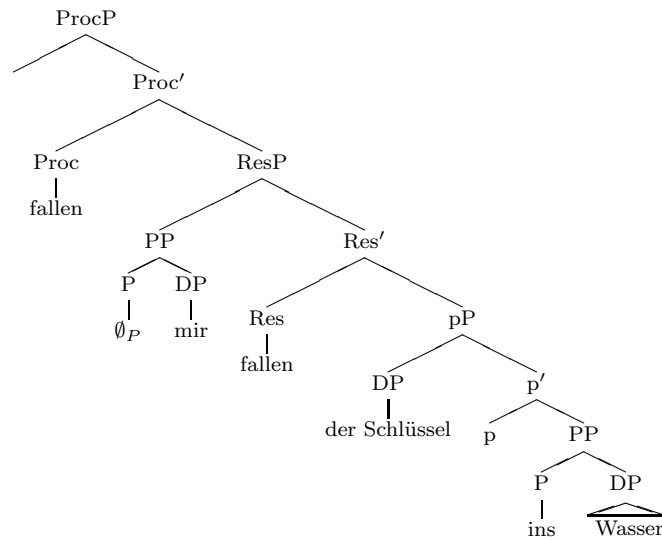 ProcP
Proc′
Proc ResP
fallen
PP Res′
P DP Res pP
∅P mir fallen
DP p′
der Schlüssel p PP
P DP
ins Wasser